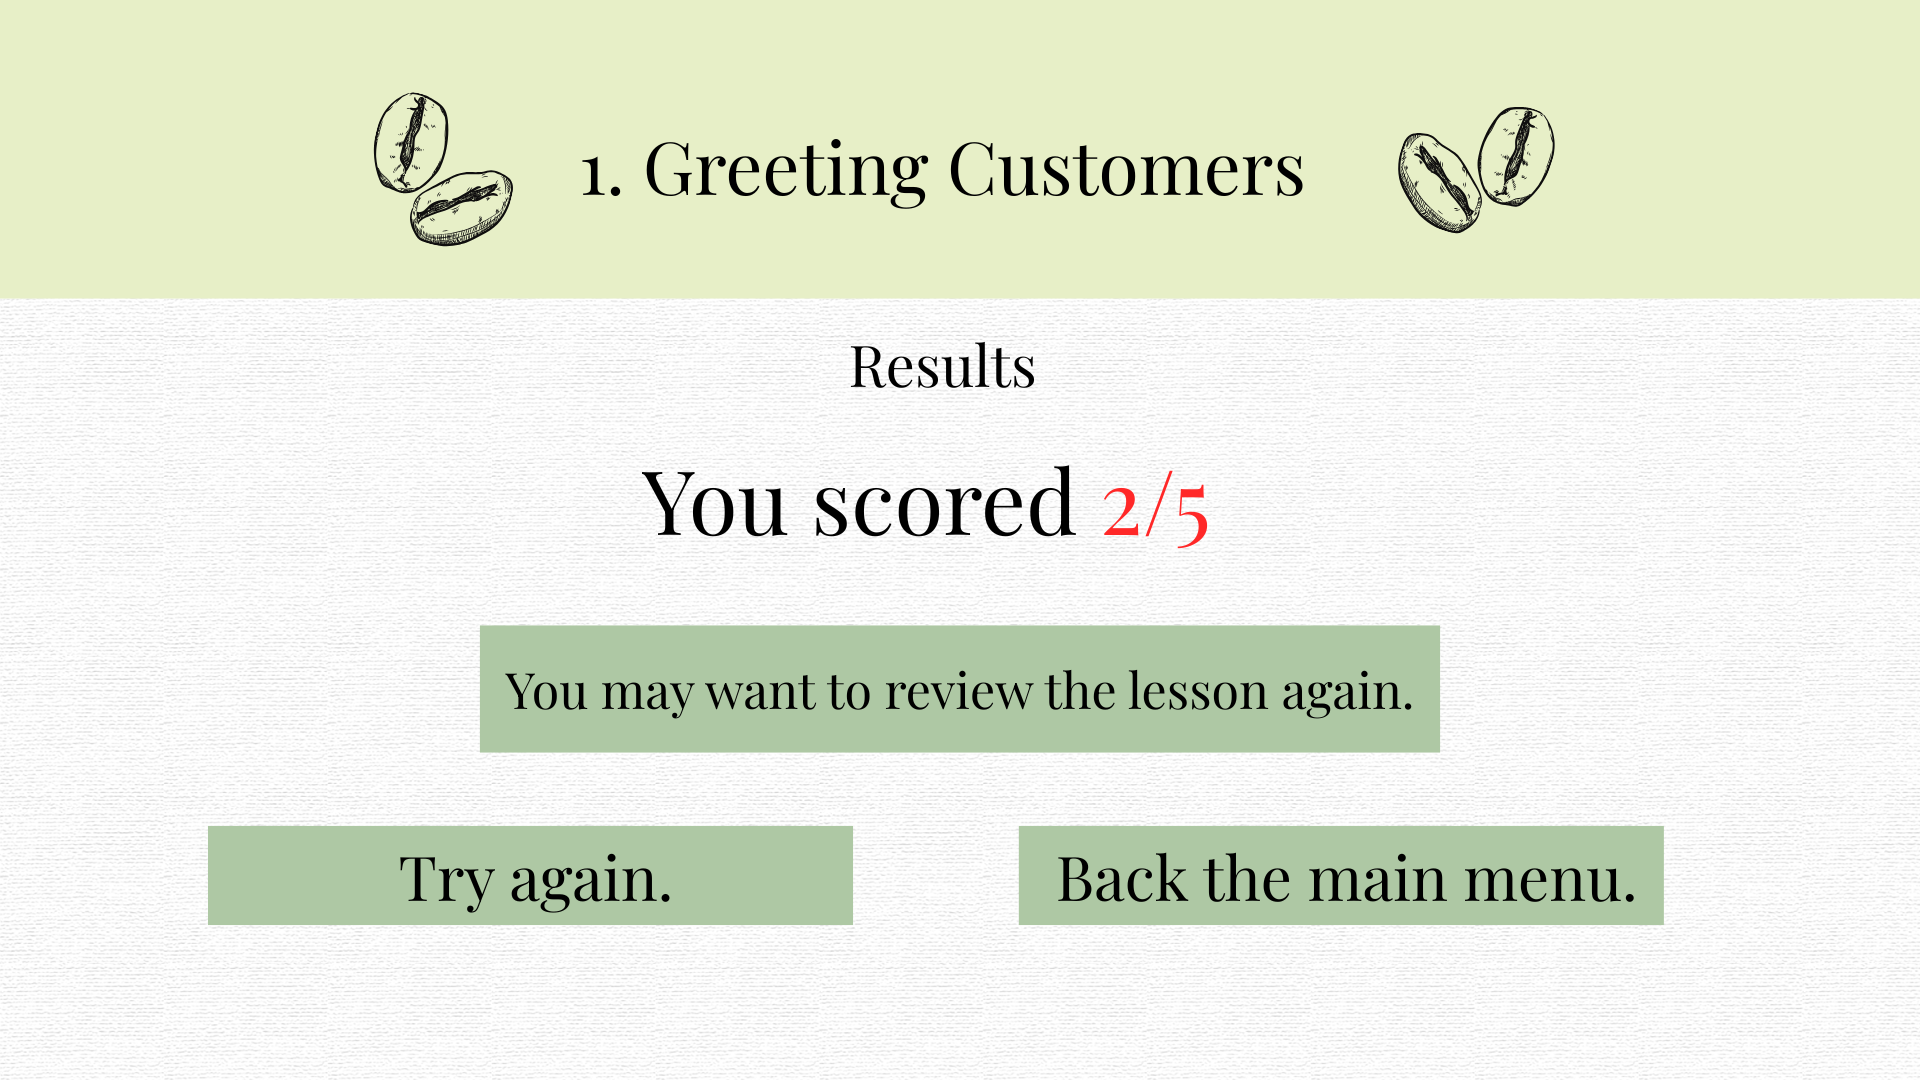 1. Greeting Customers
Results
You scored 2/5
You may want to review the lesson again.
Try again.
Back the main menu.